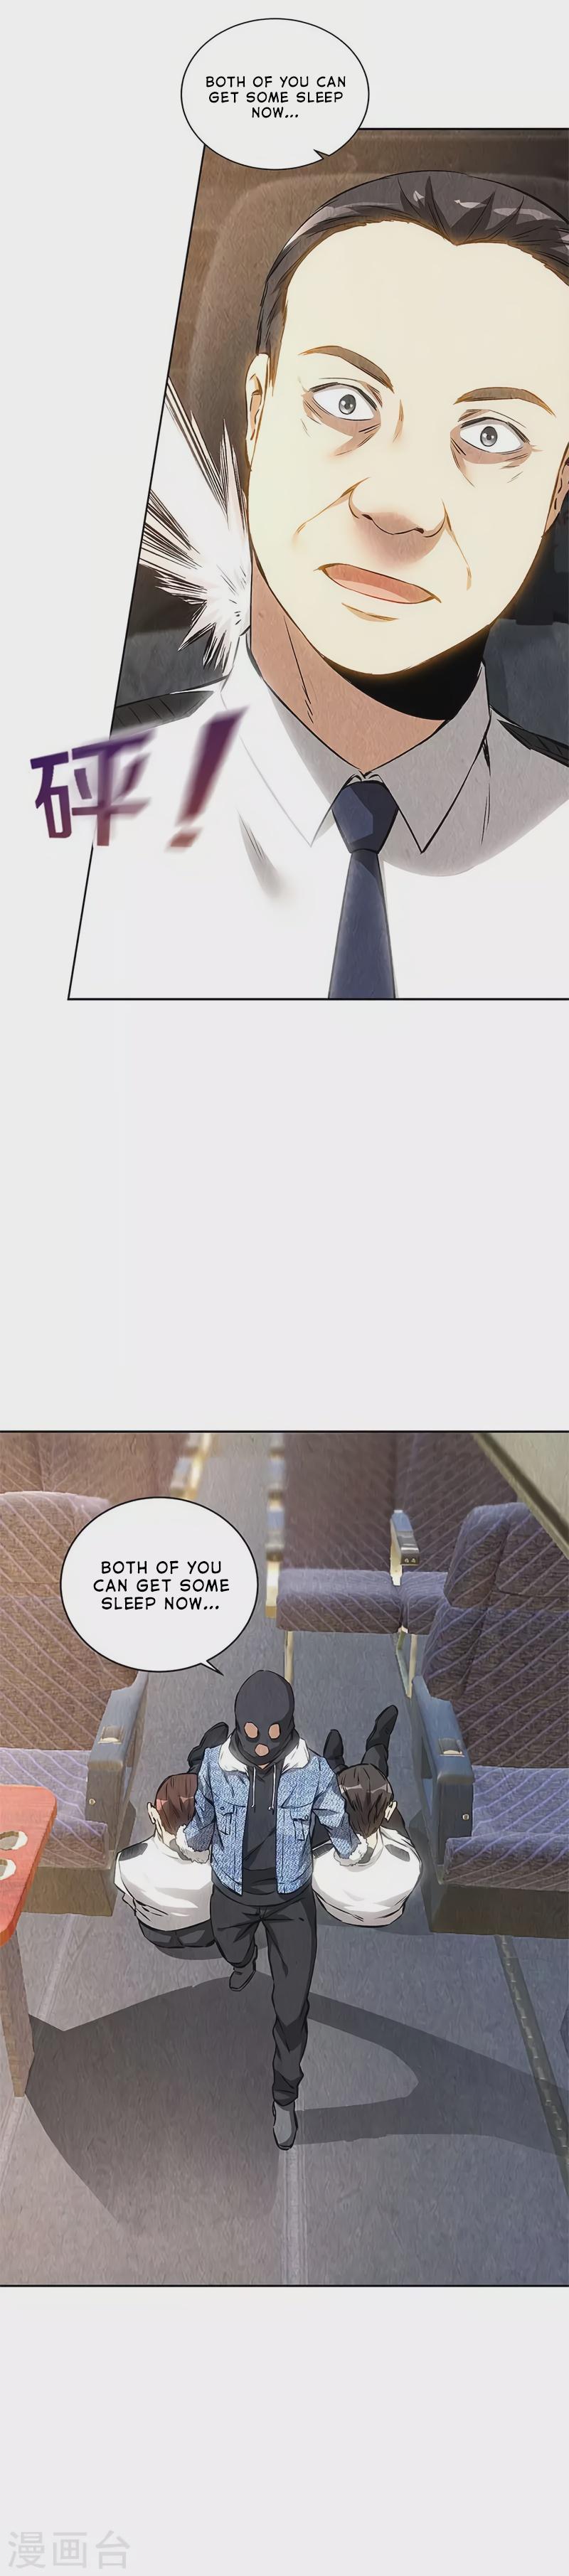 BOTH OF YOU CAN
GET SOME SLEEP
NOW...
砰!
BOTH OF YOU
CAN GET SOME
SLEEP NOW...
漫画台